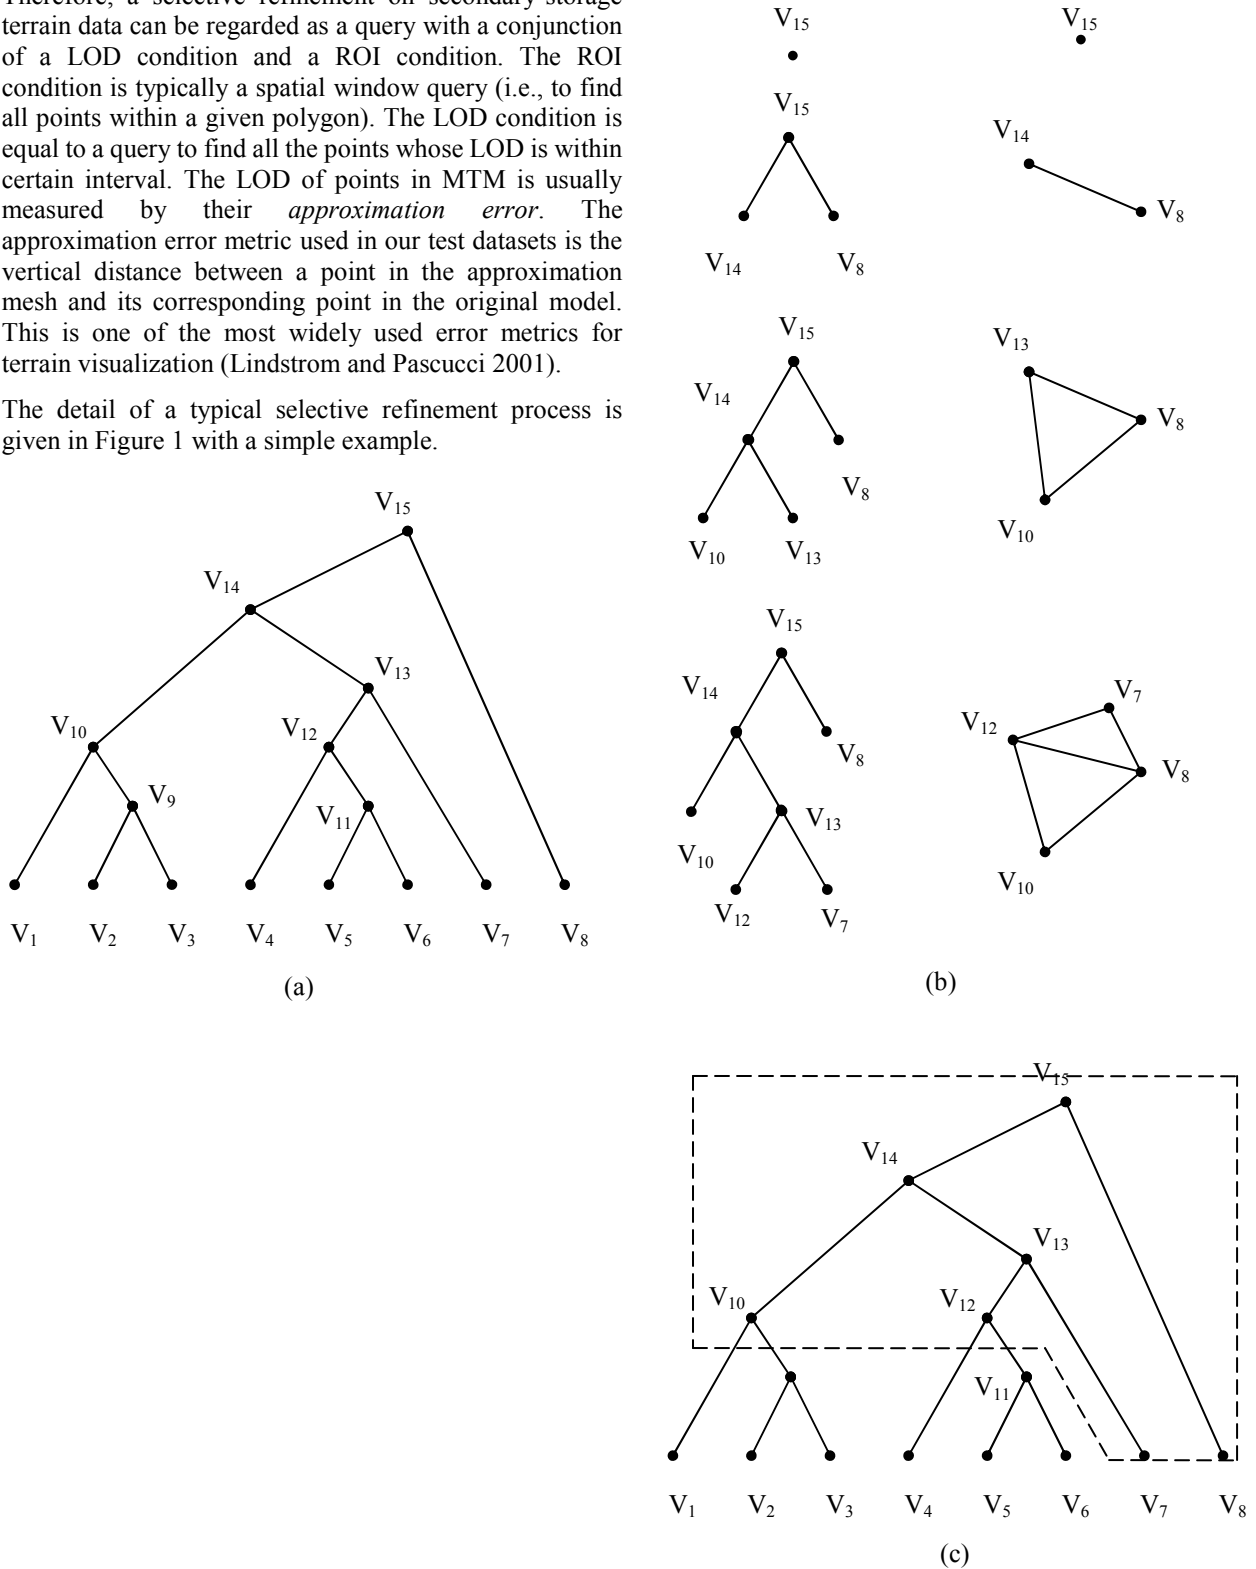 Therefore, a selective refinement on secondary-storage
terrain data can be regarded as a query with a conjunction
of a LOD condition and a ROI condition. The ROI
condition is typically a spatial window query (i.e., to find
all points within a given polygon). The LOD condition is
equal to a query to find all the points whose LOD is within
certain interval. The LOD of points in MTM is usually
measured by their approximation error. The
approximation error metric used in our test datasets is the
vertical distance between a point in the approximation
mesh and its corresponding point in the original model.
This is one of the most widely used error metrics for
terrain visualization (Lindstrom and Pascucci 2001).
The detail of a typical selective refinement process is
given in Figure 1 with a simple example.
V15
V14
V13
V10
V12
V9
V11
V1 V2 V3 V4 V5 V6 V7 V8
(a)
V15
V15
V15
V14
V8
V14
V8
V15
V14
V8
V10 V13
V13
V8
V10
V15
V14
V8
V13
V10
V12 V7
V7
V12
V8
V10
(b)
V15
V14
V13
V10
V12
V11
V1 V2 V3 V4 V5 V6 V7 V8
(c)